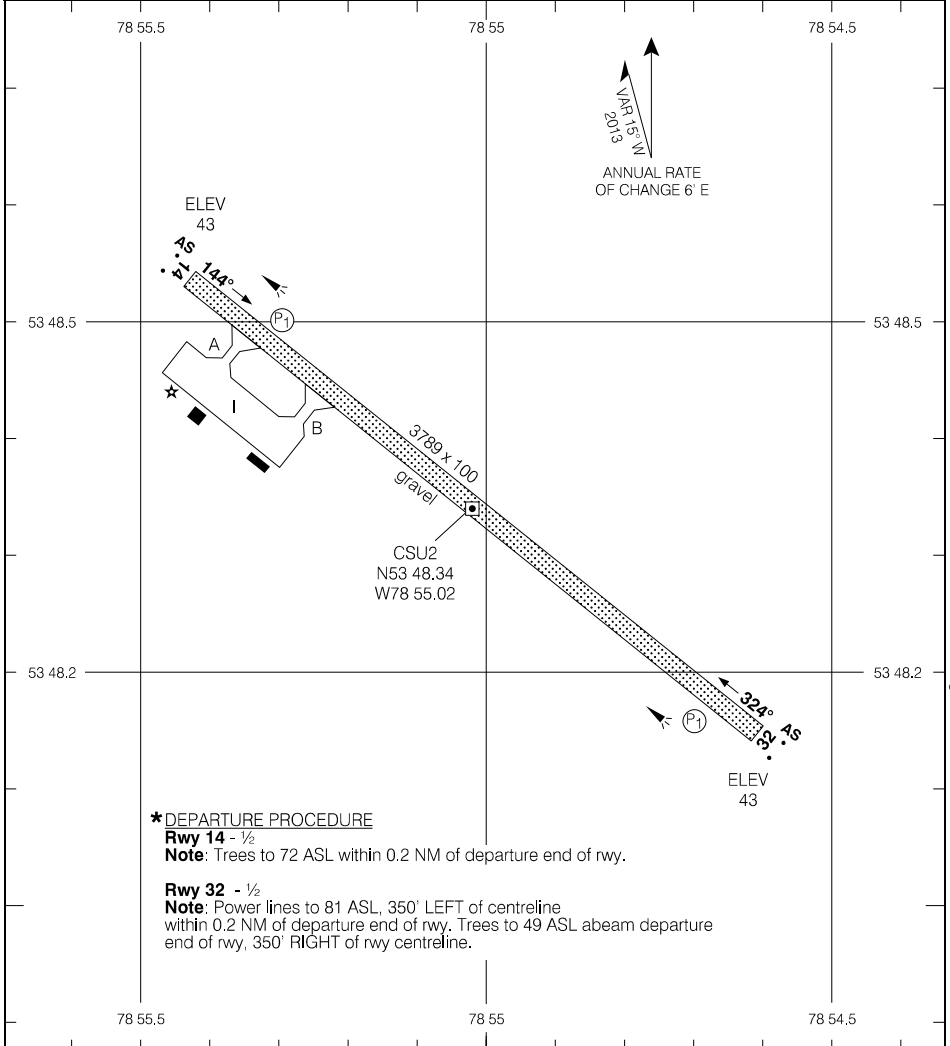 78 55.5
78 55
78 54.5
VAR 15° W
2013
ANNUAL RATE
OF CHANGE 6' E
ELEV
43
AS
14
144°
P1
53 48.5
53 48.5
A
I
B
3789 x 100
gravel
CSU2
N53 48.34
W78 55.02
53 48.2
53 48.2
324°
P1
32
AS
ELEV
43
*DEPARTURE PROCEDURE
Rwy 14 - ½
Note: Trees to 72 ASL within 0.2 NM of departure end of rwy.
Rwy 32 - ½
Note: Power lines to 81 ASL, 350' LEFT of centreline
within 0.2 NM of departure end of rwy. Trees to 49 ASL abeam departure
end of rwy, 350' RIGHT of rwy centreline.
78 55.5
78 55
78 54.5